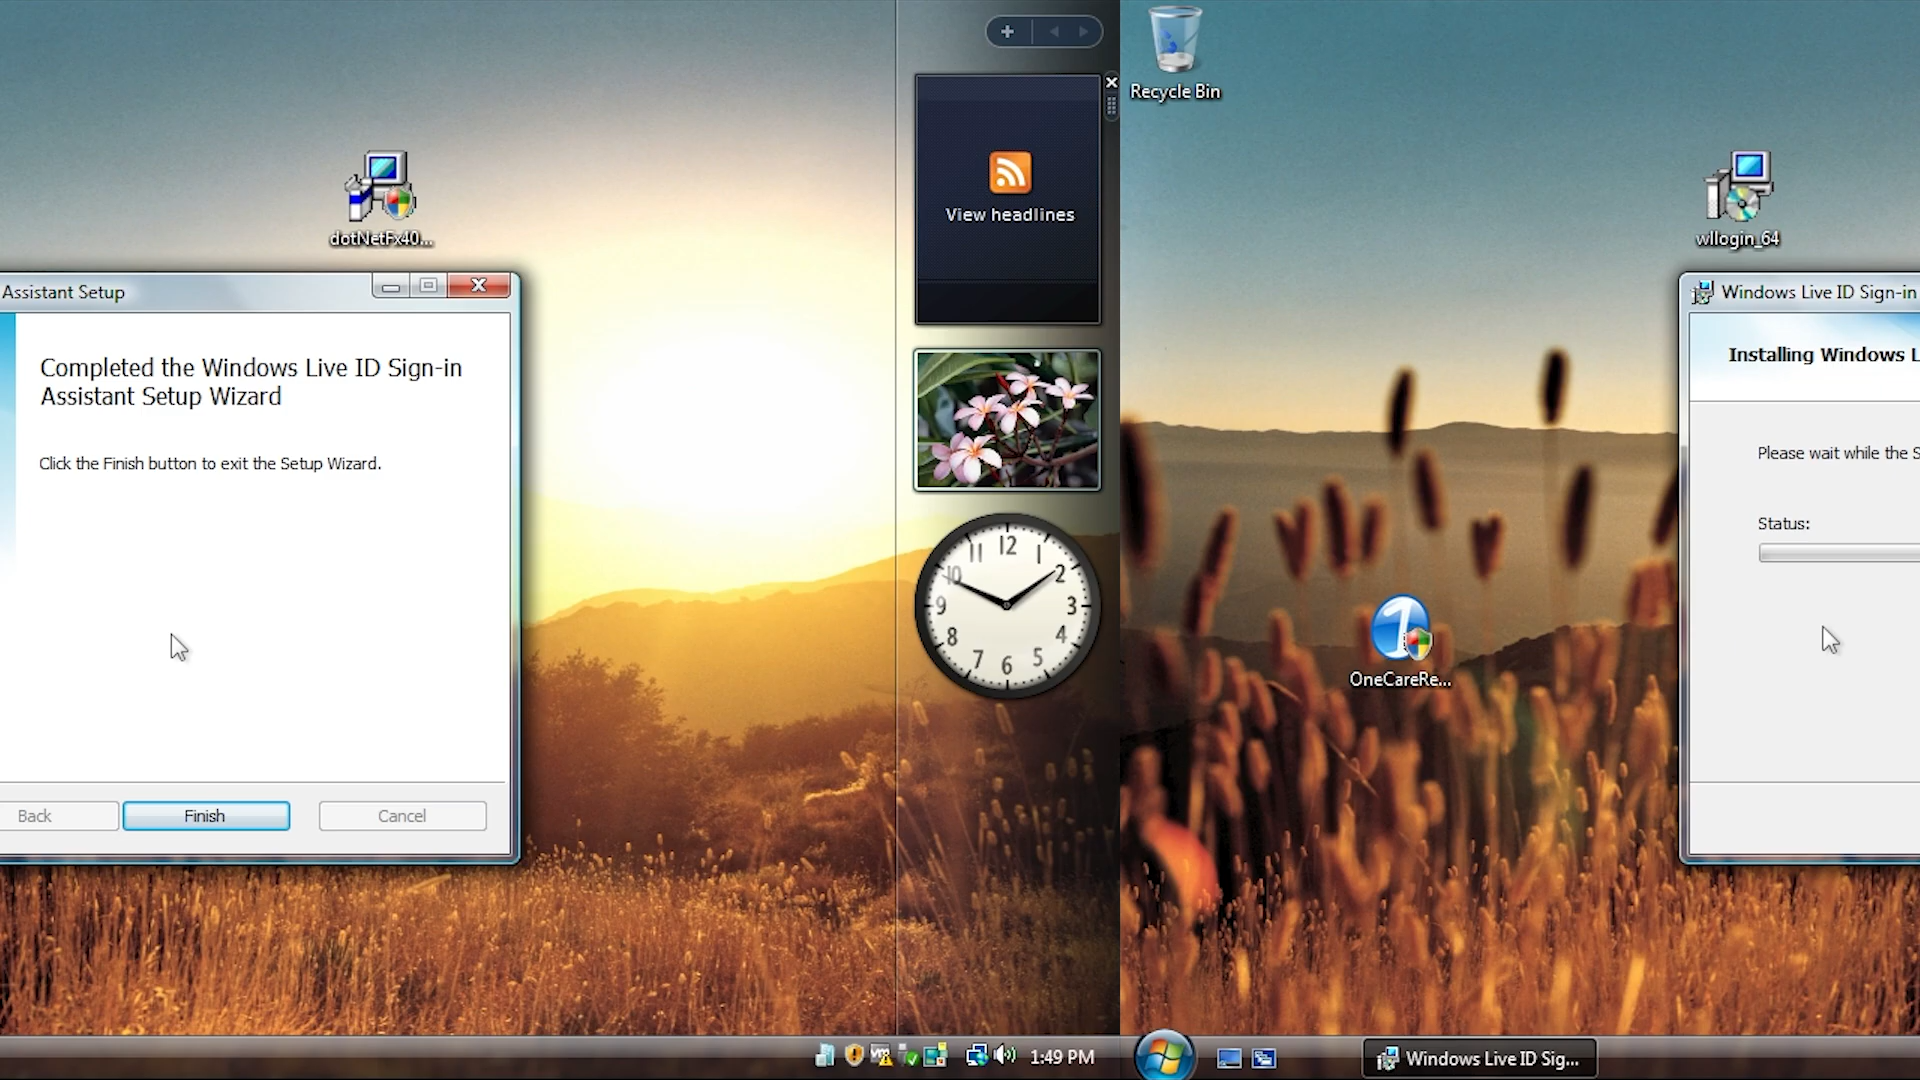 View headlines
Recycle Bin
dotNetFx40...
wllogin_64
Assistant Setup
Windows Live ID Sign-in
Completed the Windows Live ID Sign-in
Assistant Setup Wizard
Click the Finish button to exit the Setup Wizard.
Installing Windows L
Please wait while the S
Status:
12
1
2
3
4
5
6
7
8
9
10
11
OneCareRe...
Back
Finish
Cancel
1:49 PM
Windows Live ID Sig...